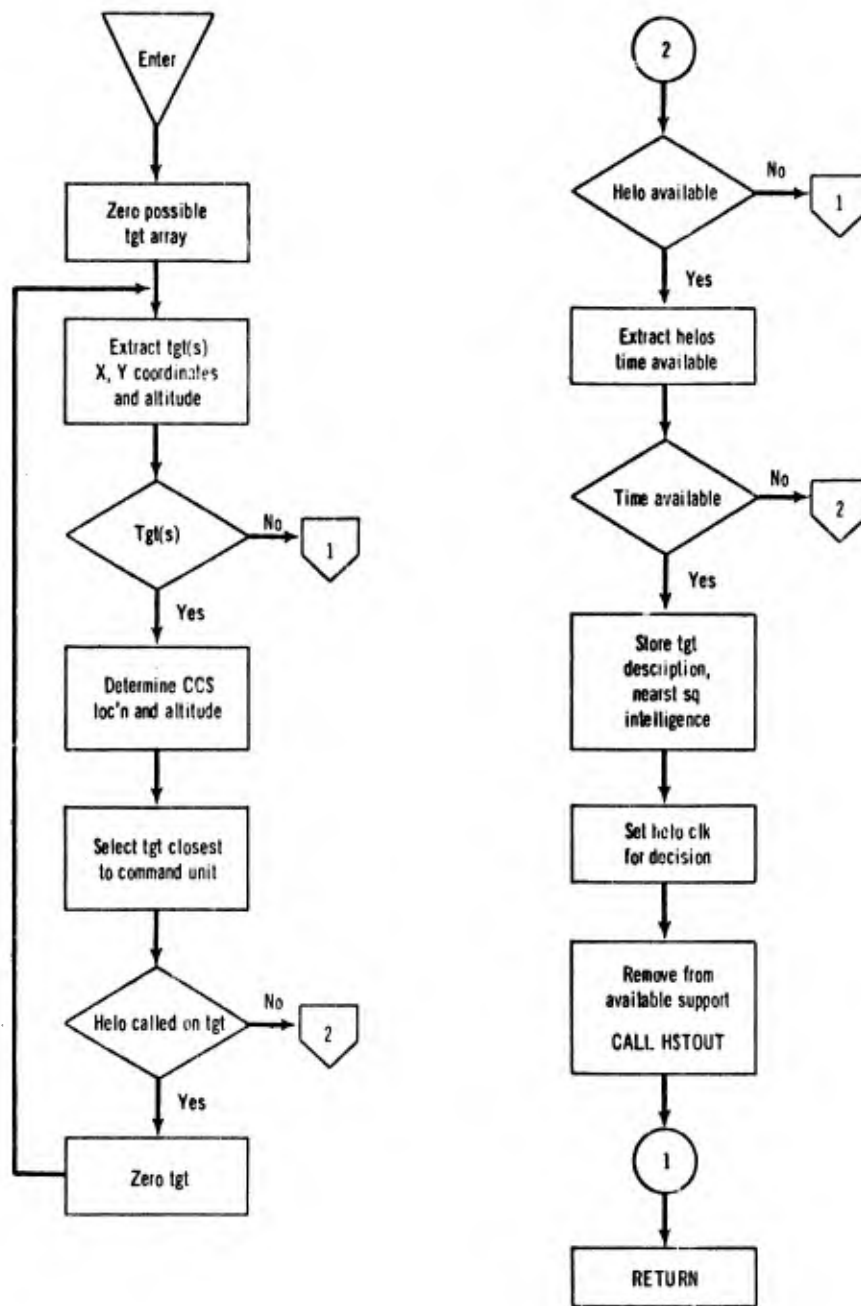 Enter
Zero possible
tgt array
Extract tgt(s)
X, Y coordinates
and altitude
Tgt(s)
No
1
Yes
Determine CCS
loc'n and altitude
Select tgt closest
to command unit
Helo called on tgt
No
2
Yes
Zero tgt
2
Helo available
No
1
Yes
Extract helos
time available
Time available
No
2
Yes
Store tgt
description,
nearst sq
intelligence
Set helo clk
for decision
Remove from
available support
CALL HSTOUT
1
RETURN